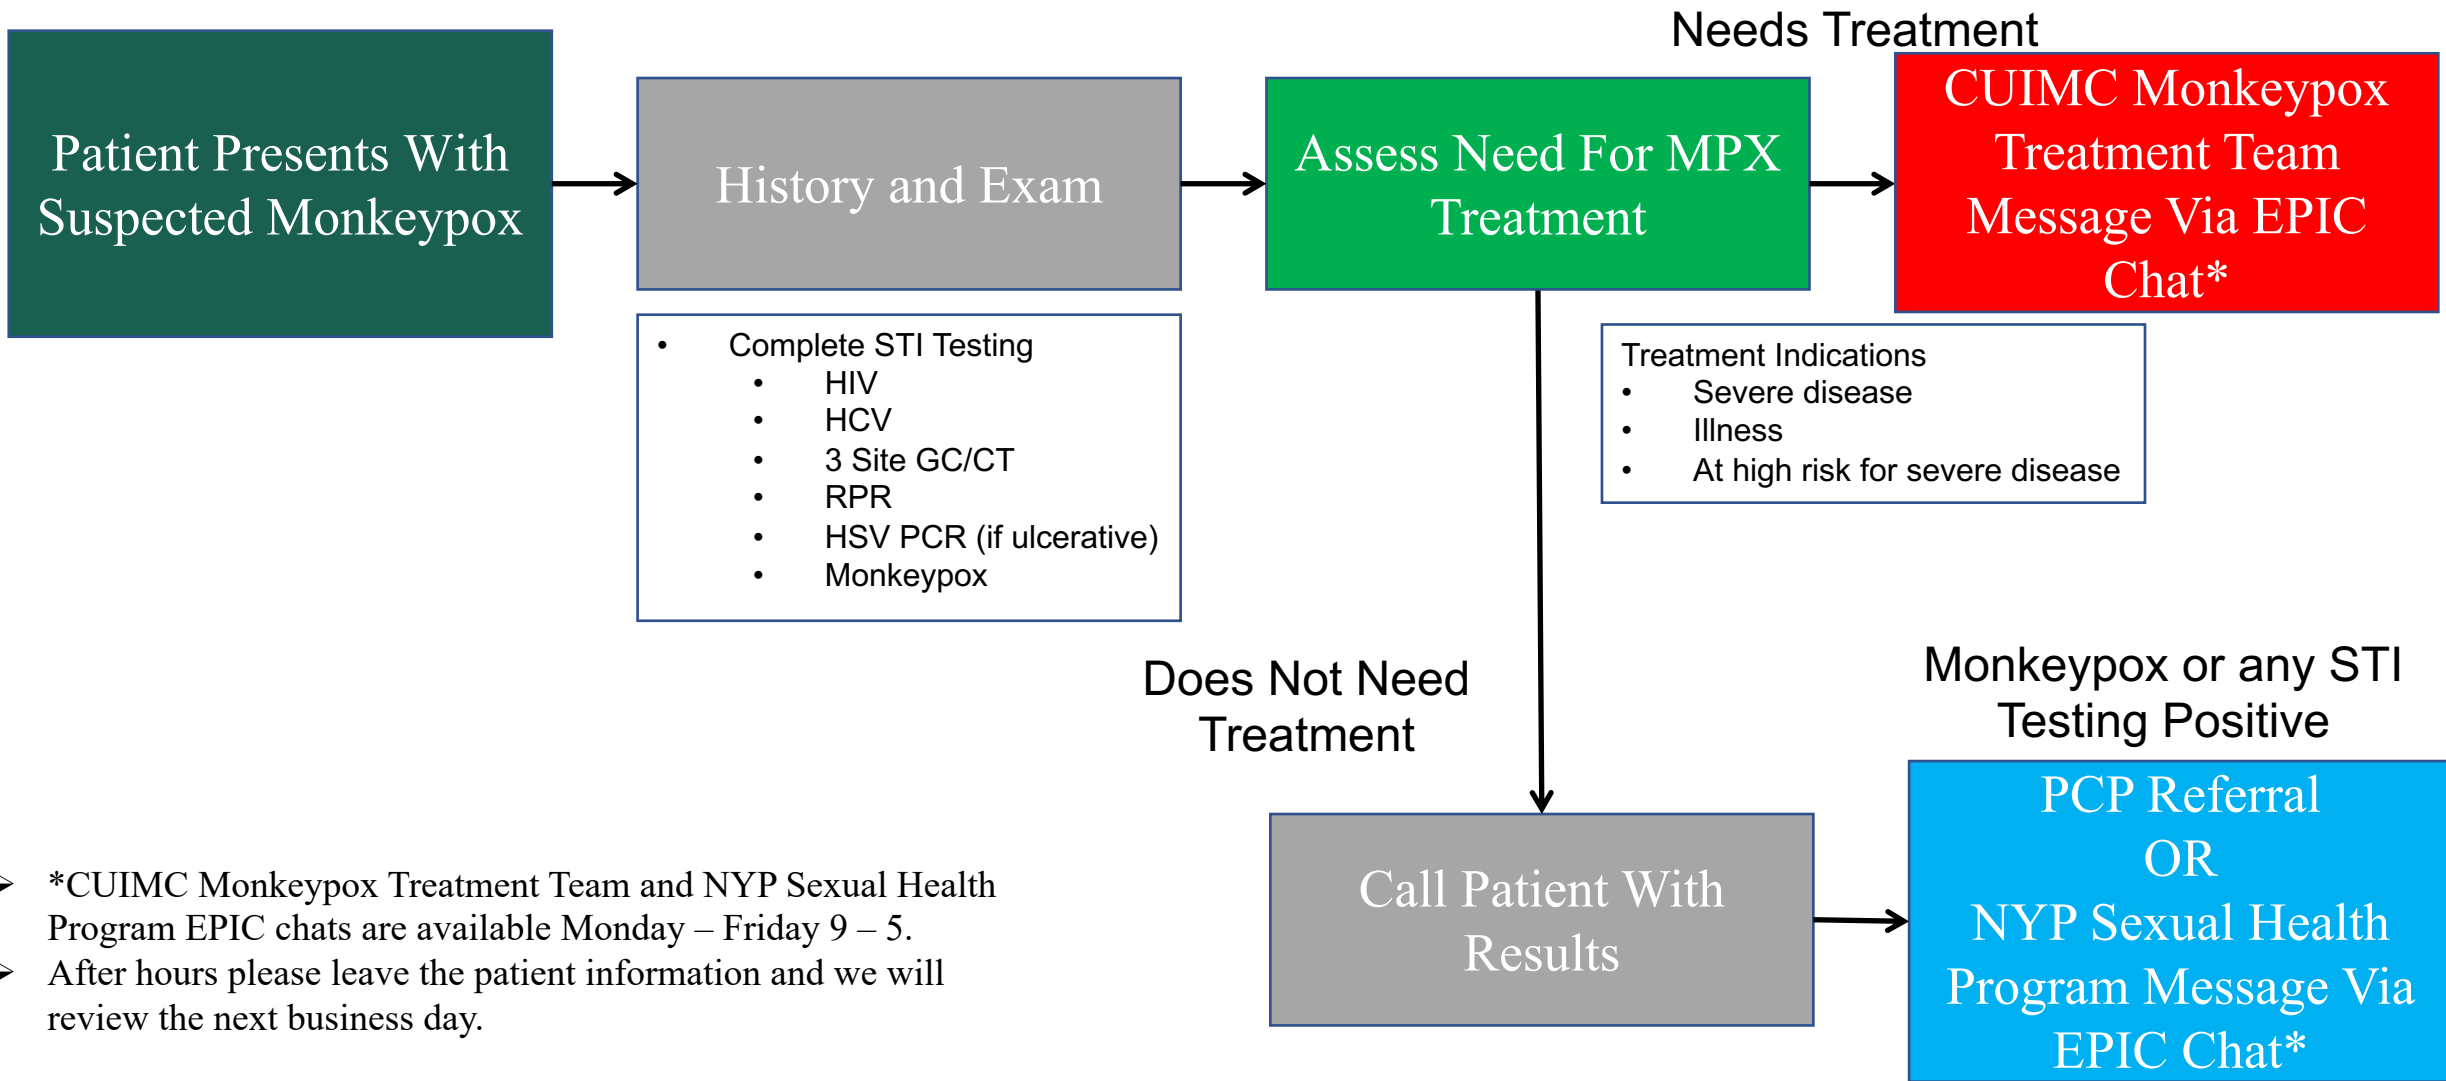 Needs Treatment
Patient Presents With
Suspected Monkeypox
History and Exam
Assess Need For MPX
Treatment
CUIMC Monkeypox
Treatment Team
Message Via EPIC
Chat*
• Complete STI Testing
• HIV
• HCV
• 3 Site GC/CT
• RPR
• HSV PCR (if ulcerative)
• Monkeypox
Treatment Indications
• Severe disease
• Illness
• At high risk for severe disease
Does Not Need
Treatment
Monkeypox or any STI
Testing Positive
Call Patient With
Results
PCP Referral
OR
NYP Sexual Health
Program Message Via
EPIC Chat*
➢ *CUIMC Monkeypox Treatment Team and NYP Sexual Health
Program EPIC chats are available Monday – Friday 9 – 5.
➢ After hours please leave the patient information and we will
review the next business day.